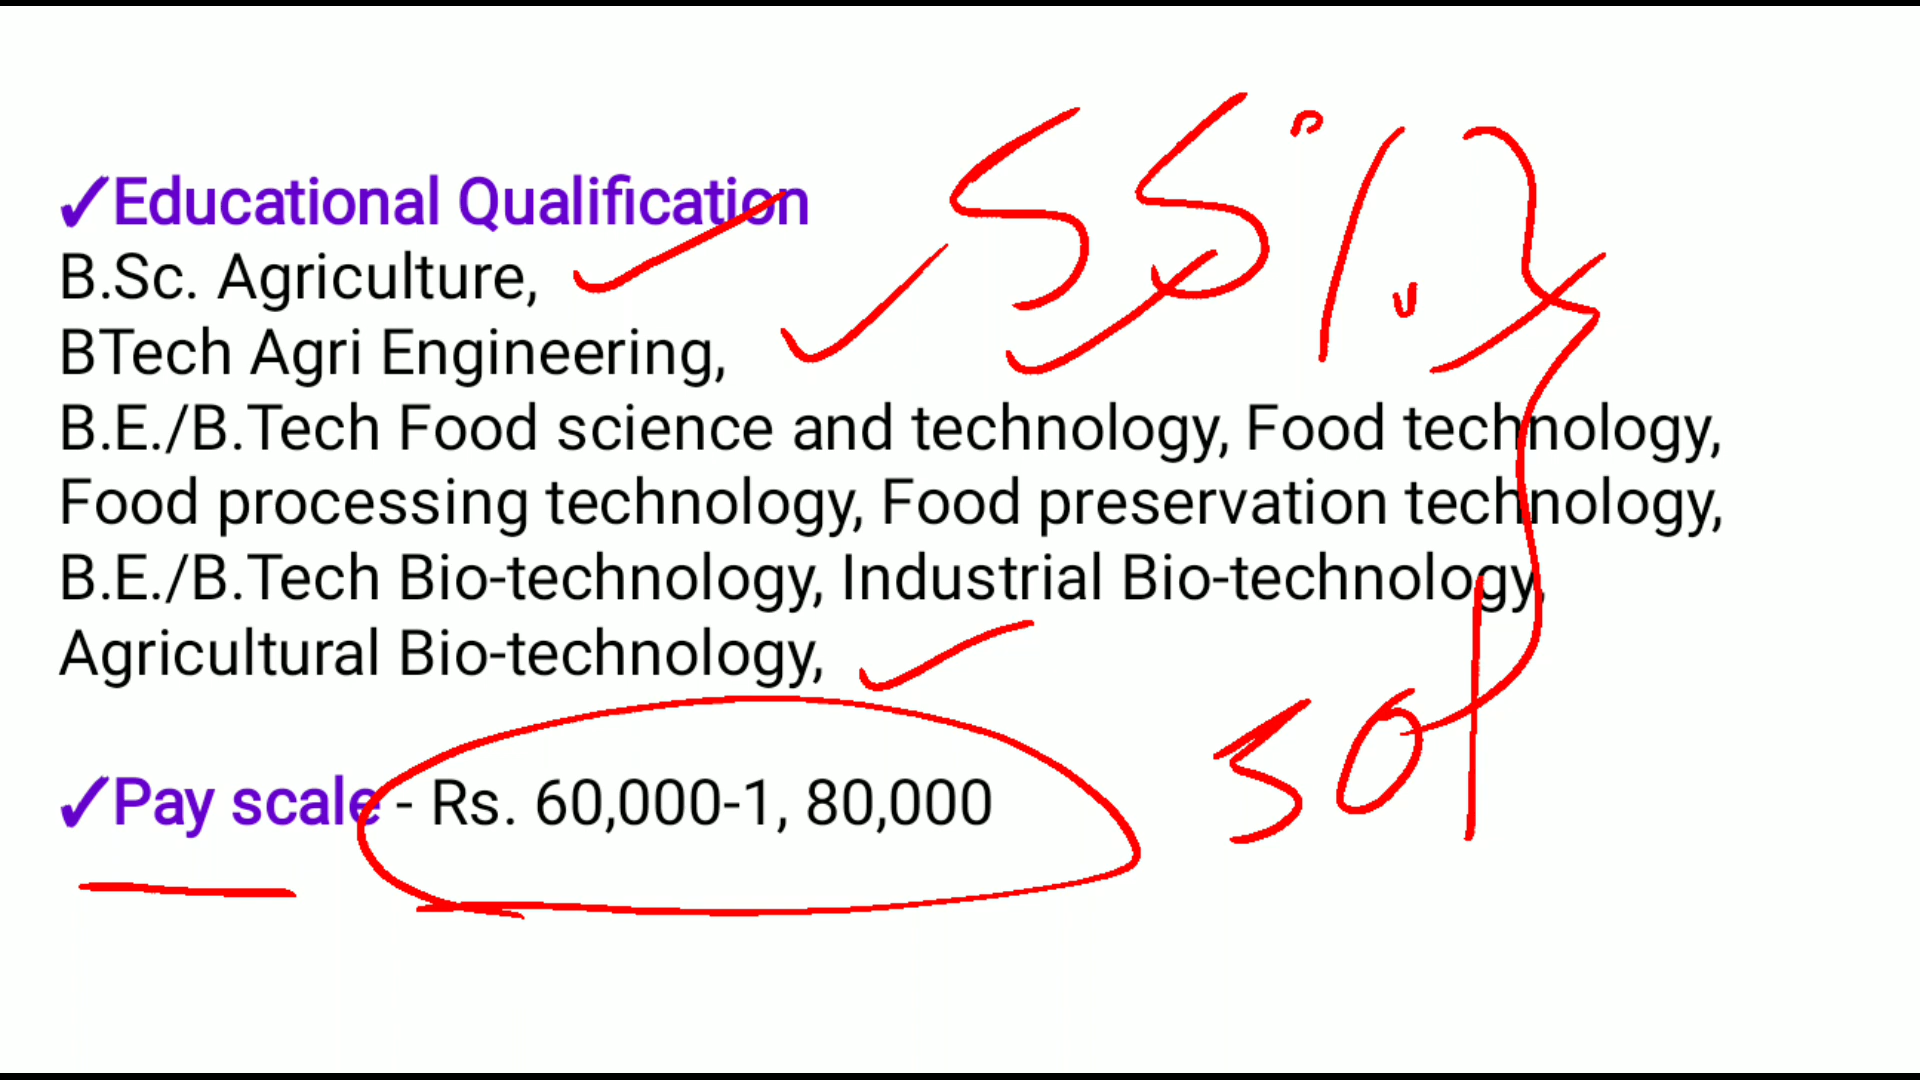 55%
✓Educational Qualification
B.Sc. Agriculture,
BTech Agri Engineering,
B.E./B.Tech Food science and technology, Food technology,
Food processing technology, Food preservation technology,
B.E./B.Tech Bio-technology, Industrial Bio-technology,
Agricultural Bio-technology,
✓Pay scale - Rs. 60,000-1, 80,000